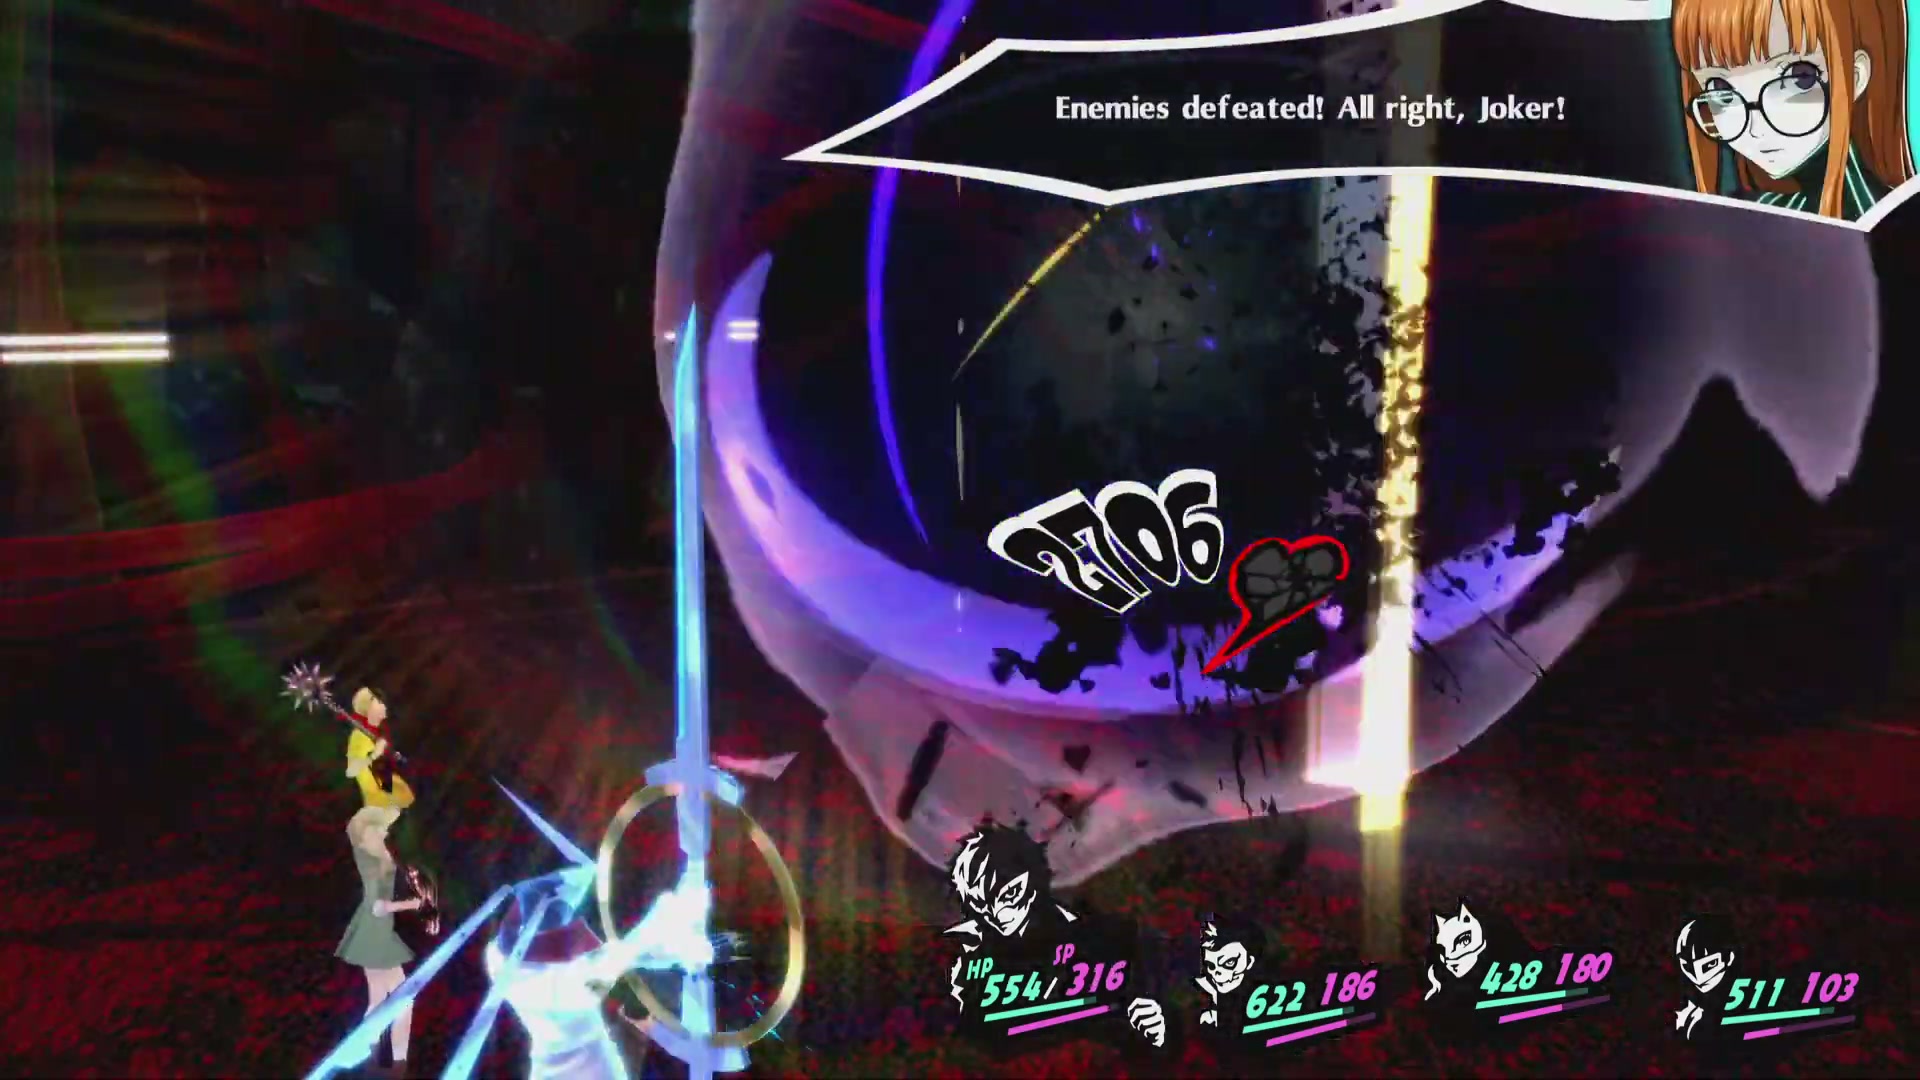 Enemies defeated! All right, Joker!
2706
HP 554/ SP 316
622 186
428 180
511 103